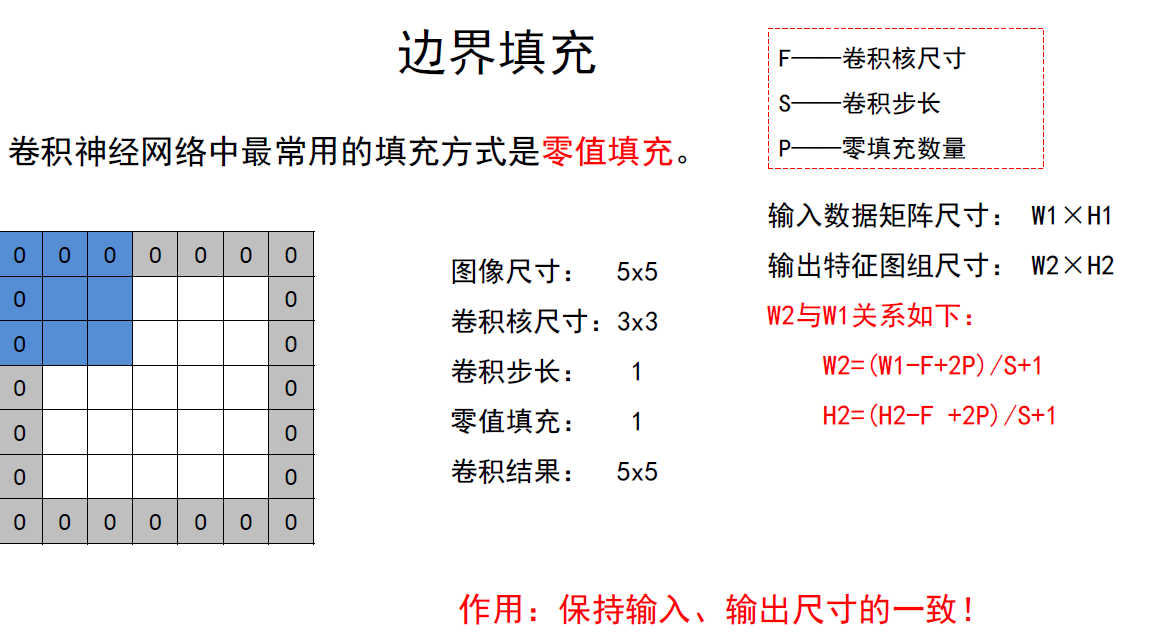 边界填充
F——卷积核尺寸
S——卷积步长
P——零填充数量
卷积神经网络中最常用的填充方式是零值填充。
输入数据矩阵尺寸： W1×H1
输出特征图组尺寸： W2×H2
W2与W1关系如下：
W2=(W1-F+2P)/S+1
H2=(H2-F +2P)/S+1
0 0 0 0 0 0 0
0 0
0 0
0 0
0 0
0 0
0 0 0 0 0 0 0
图像尺寸： 5x5
卷积核尺寸：3x3
卷积步长： 1
零值填充： 1
卷积结果： 5x5
作用：保持输入、输出尺寸的一致！